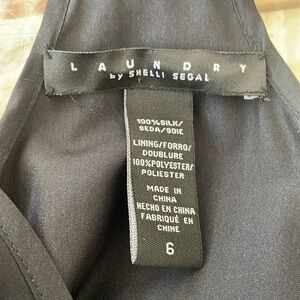 LAUNDRY
by SHELLI SEGAL
100%SILK/
SEDA/SOIE
LINING/FORRO/
DOUBLURE
100%POLYESTER/
POLIESTER
MADE IN
CHINA
HECHO EN CHINA
FABRIQUÉ EN
CHINE
6